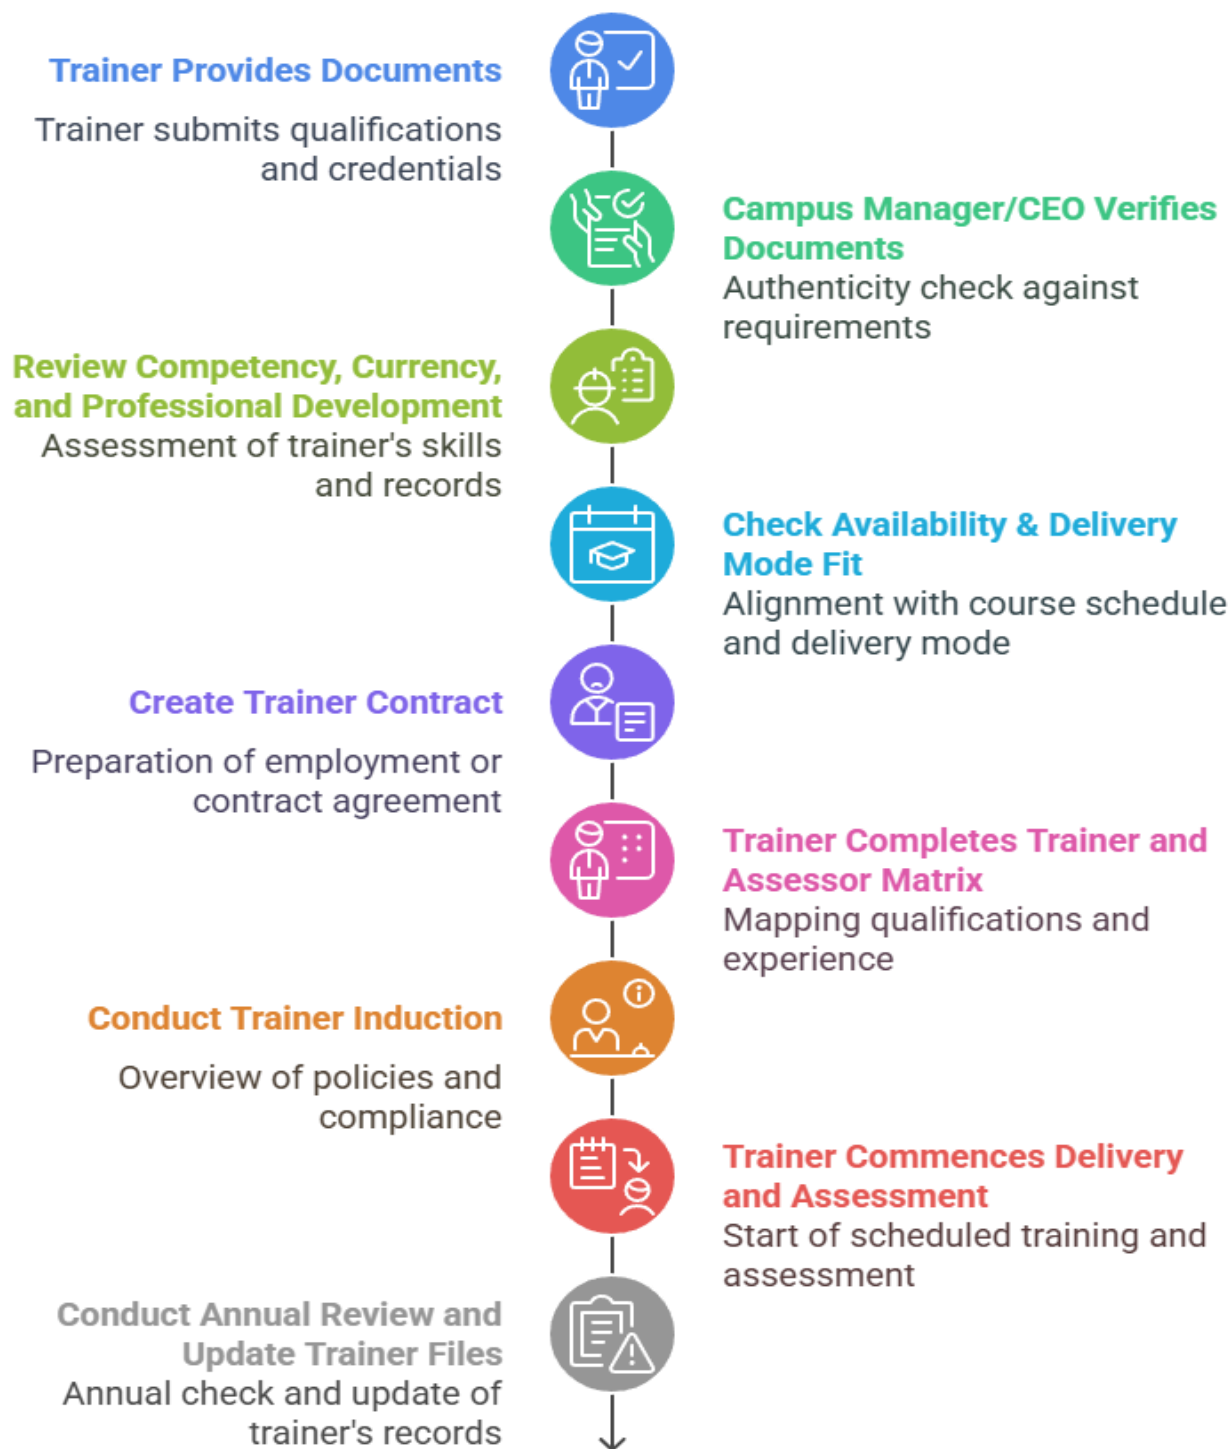 Trainer Provides Documents
Trainer submits qualifications
and credentials
Campus Manager/CEO Verifies
Documents
Authenticity check against
requirements
Review Competency, Currency,
and Professional Development
Assessment of trainer's skills
and records
Check Availability & Delivery
Mode Fit
Alignment with course schedule
and delivery mode
Create Trainer Contract
Preparation of employment or
contract agreement
Trainer Completes Trainer and
Assessor Matrix
Mapping qualifications and
experience
Conduct Trainer Induction
Overview of policies and
compliance
Trainer Commences Delivery
and Assessment
Start of scheduled training and
assessment
Conduct Annual Review and
Update Trainer Files
Annual check and update of
trainer's records